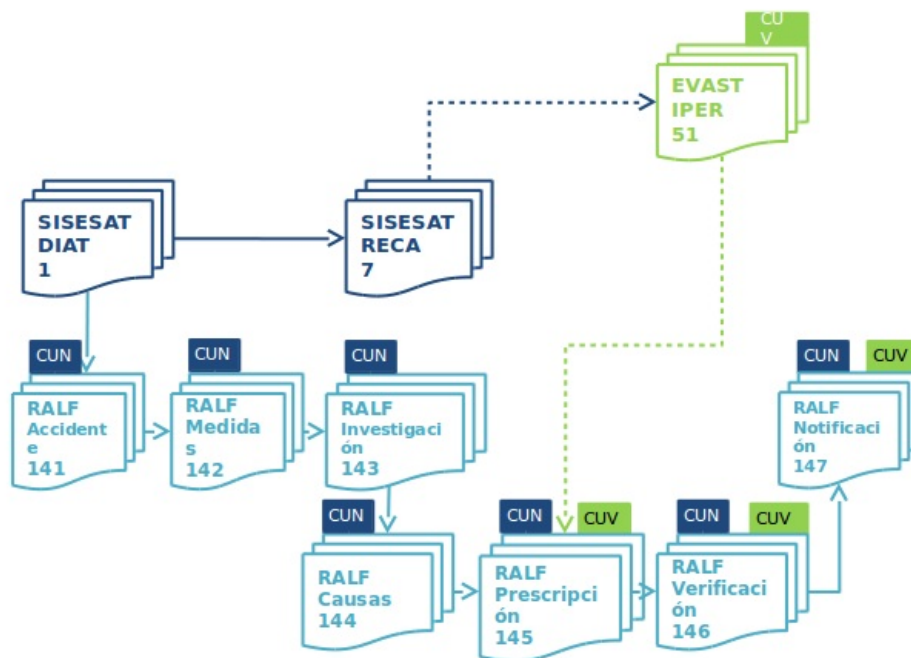 CU
V
EVAST
IPER
51
SISESAT
DIAT
1
SISESAT
RECA
7
CUN
RALF
Accident
e
141
CUN
RALF
Medida
s
142
CUN
RALF
Investigaci
ón
143
CUN
CUV
RALF
Notificaci
ón
147
CUN
RALF
Causas
144
CUN
CUV
RALF
Prescripci
ón
145
CUN
CUV
RALF
Verificaci
ón
146